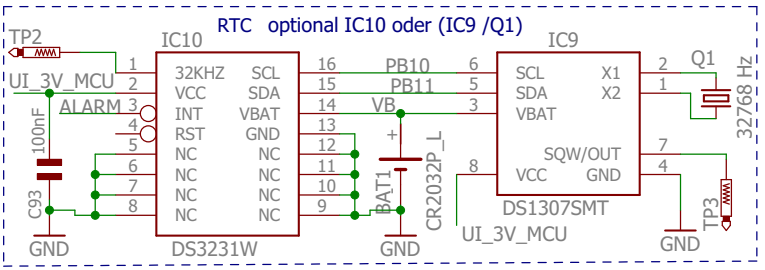 RTC optional IC10 oder (IC9 /Q1)
TP2
IC10
IC9
Q1
1 32KHZ SCL 16 PB10 6 SCL X1 2
UI_3V_MCU 2 VCC SDA 15 PB11 5 SDA X2 1
ALARM 3 INT VBAT 14 VB 3 VBAT
32768 Hz
4 RST GND 13
100nF
5 NC NC 12
+
SQW/OUT 7
6 NC NC 11
8 VCC GND 4
7 NC NC 10
8 NC NC 9
C93
BAT1
CR2032P_L
TP3
DS1307SMT
UI_3V_MCU
GND
DS3231W
GND
GND